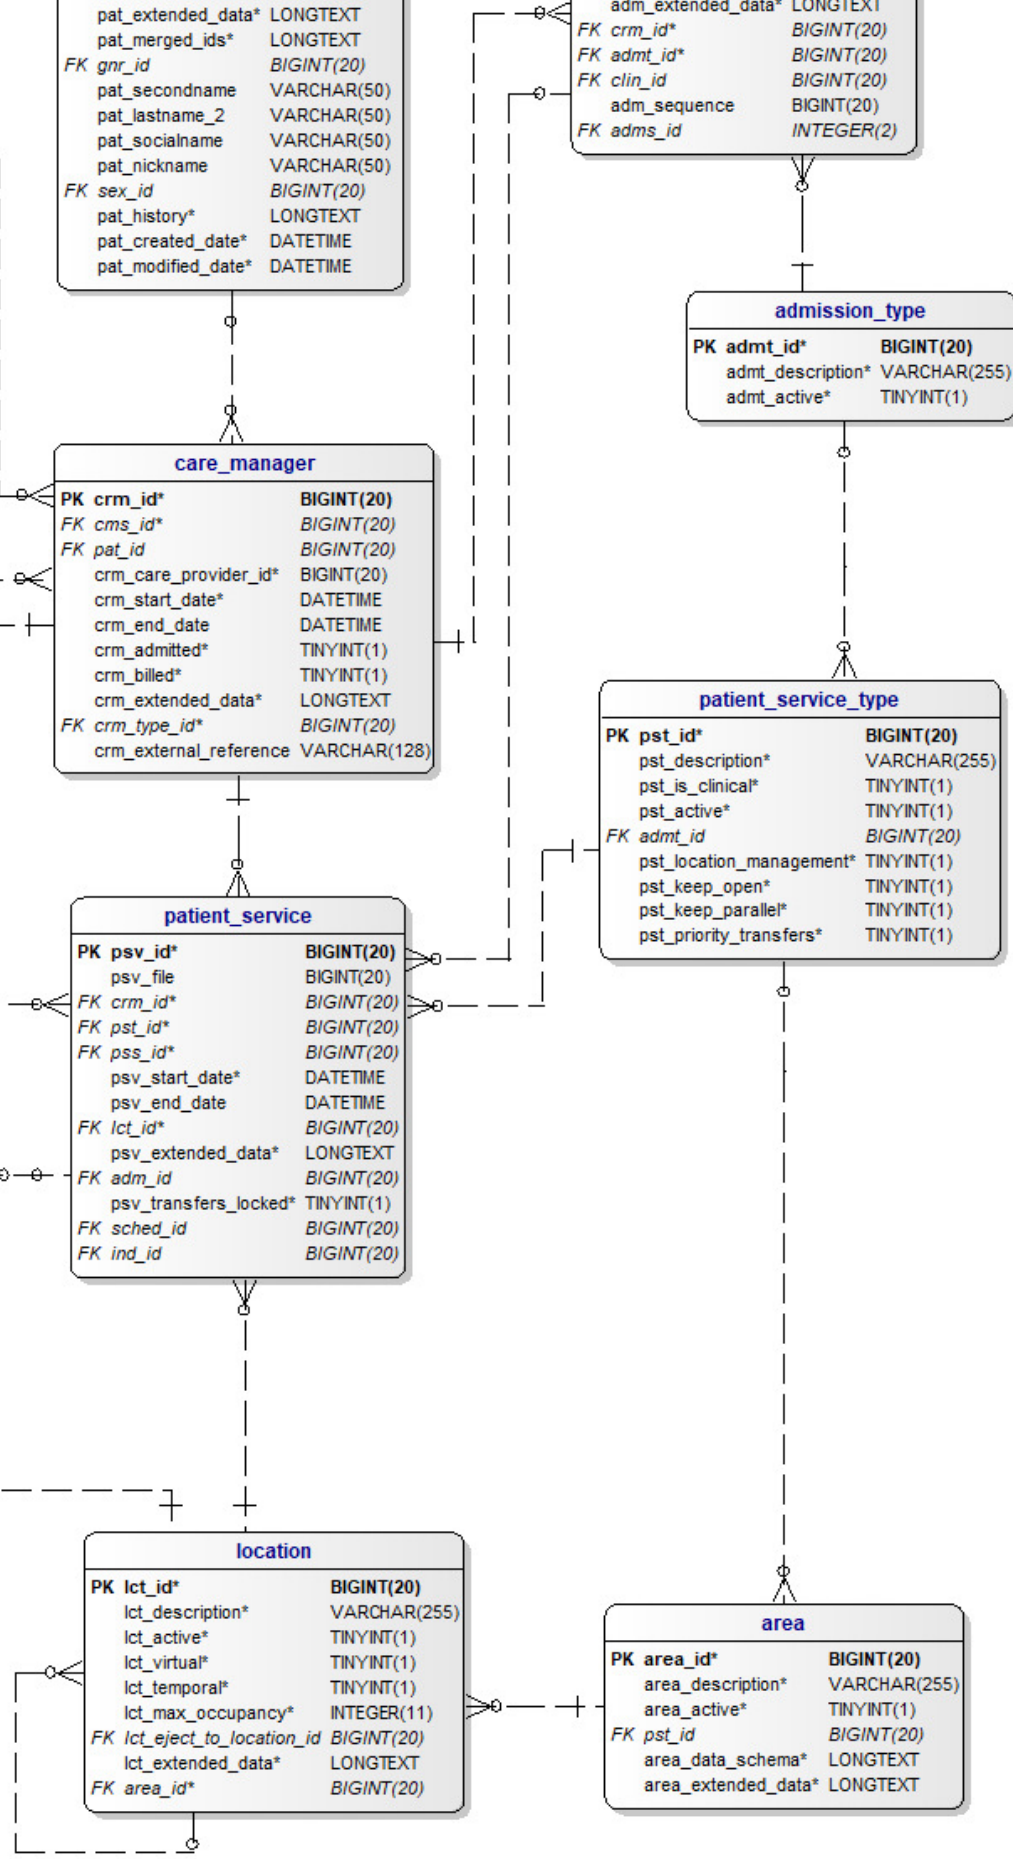 pat_extended_data* LONGTEXT
pat_merged_ids* LONGTEXT
FK gnr_id BIGINT(20)
pat_secondname VARCHAR(50)
pat_lastname_2 VARCHAR(50)
pat_socialname VARCHAR(50)
pat_nickname VARCHAR(50)
FK sex_id BIGINT(20)
pat_history* LONGTEXT
pat_created_date* DATETIME
pat_modified_date* DATETIME
adm_extended_data* LONGTEXT
FK crm_id* BIGINT(20)
FK admt_id* BIGINT(20)
FK clin_id BIGINT(20)
adm_sequence BIGINT(20)
FK adms_id INTEGER(2)
admission_type
PK admt_id* BIGINT(20)
admt_description* VARCHAR(255)
admt_active* TINYINT(1)
care_manager
PK crm_id* BIGINT(20)
FK cms_id* BIGINT(20)
FK pat_id BIGINT(20)
crm_care_provider_id* BIGINT(20)
crm_start_date* DATETIME
crm_end_date DATETIME
crm_admitted* TINYINT(1)
crm_billed* TINYINT(1)
crm_extended_data* LONGTEXT
FK crm_type_id* BIGINT(20)
crm_external_reference VARCHAR(128)
patient_service_type
PK pst_id* BIGINT(20)
pst_description* VARCHAR(255)
pst_is_clinical* TINYINT(1)
pst_active* TINYINT(1)
FK admt_id BIGINT(20)
pst_location_management* TINYINT(1)
pst_keep_open* TINYINT(1)
pst_keep_parallel* TINYINT(1)
pst_priority_transfers* TINYINT(1)
patient_service
PK psv_id* BIGINT(20)
psv_file BIGINT(20)
FK crm_id* BIGINT(20)
FK pst_id* BIGINT(20)
FK pss_id* BIGINT(20)
psv_start_date* DATETIME
psv_end_date DATETIME
FK lct_id* BIGINT(20)
psv_extended_data* LONGTEXT
FK adm_id BIGINT(20)
psv_transfers_locked* TINYINT(1)
FK sched_id BIGINT(20)
FK ind_id BIGINT(20)
location
PK lct_id* BIGINT(20)
lct_description* VARCHAR(255)
lct_active* TINYINT(1)
lct_virtual* TINYINT(1)
lct_temporal* TINYINT(1)
lct_max_occupancy* INTEGER(11)
FK lct_eject_to_location_id BIGINT(20)
lct_extended_data* LONGTEXT
FK area_id* BIGINT(20)
area
PK area_id* BIGINT(20)
area_description* VARCHAR(255)
area_active* TINYINT(1)
FK pst_id BIGINT(20)
area_data_schema* LONGTEXT
area_extended_data* LONGTEXT